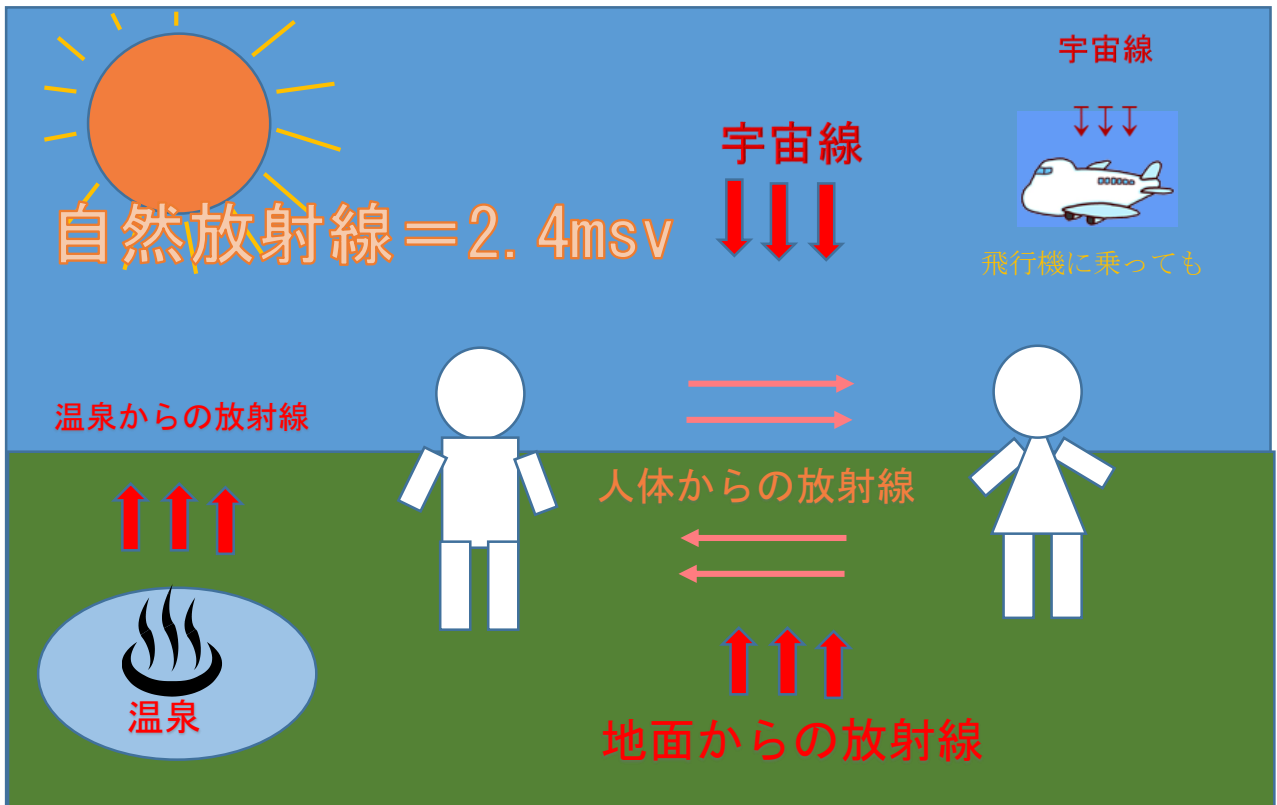 宇宙線
宇宙線
自然放射線＝2.4msv
飛行機に乗っても
温泉からの放射線
人体からの放射線
温泉
地面からの放射線